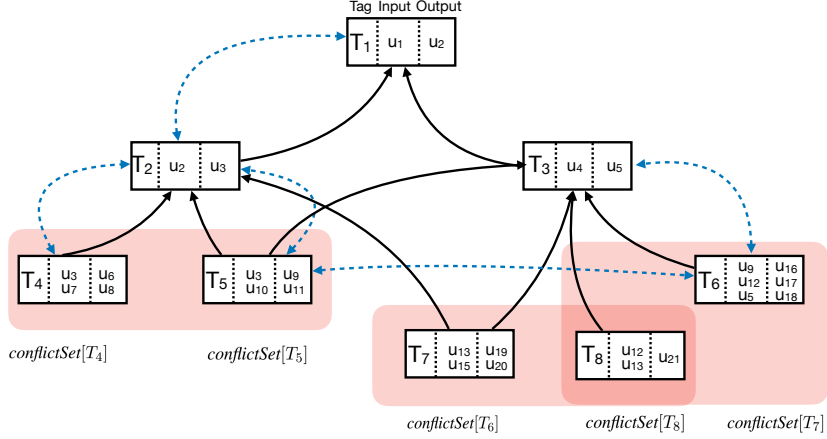 Tag Input Output
T1 u1 u2
T2 u2 u3
T3 u4 u5
T4 u3 u7 u6 u8
T5 u3 u10 u9 u11
T6 u9 u12 u5 u16 u17 u18
T7 u13 u15 u19 u20
T8 u12 u13 u21
conflictSet[T4]
conflictSet[T5]
conflictSet[T6]
conflictSet[T8]
conflictSet[T7]